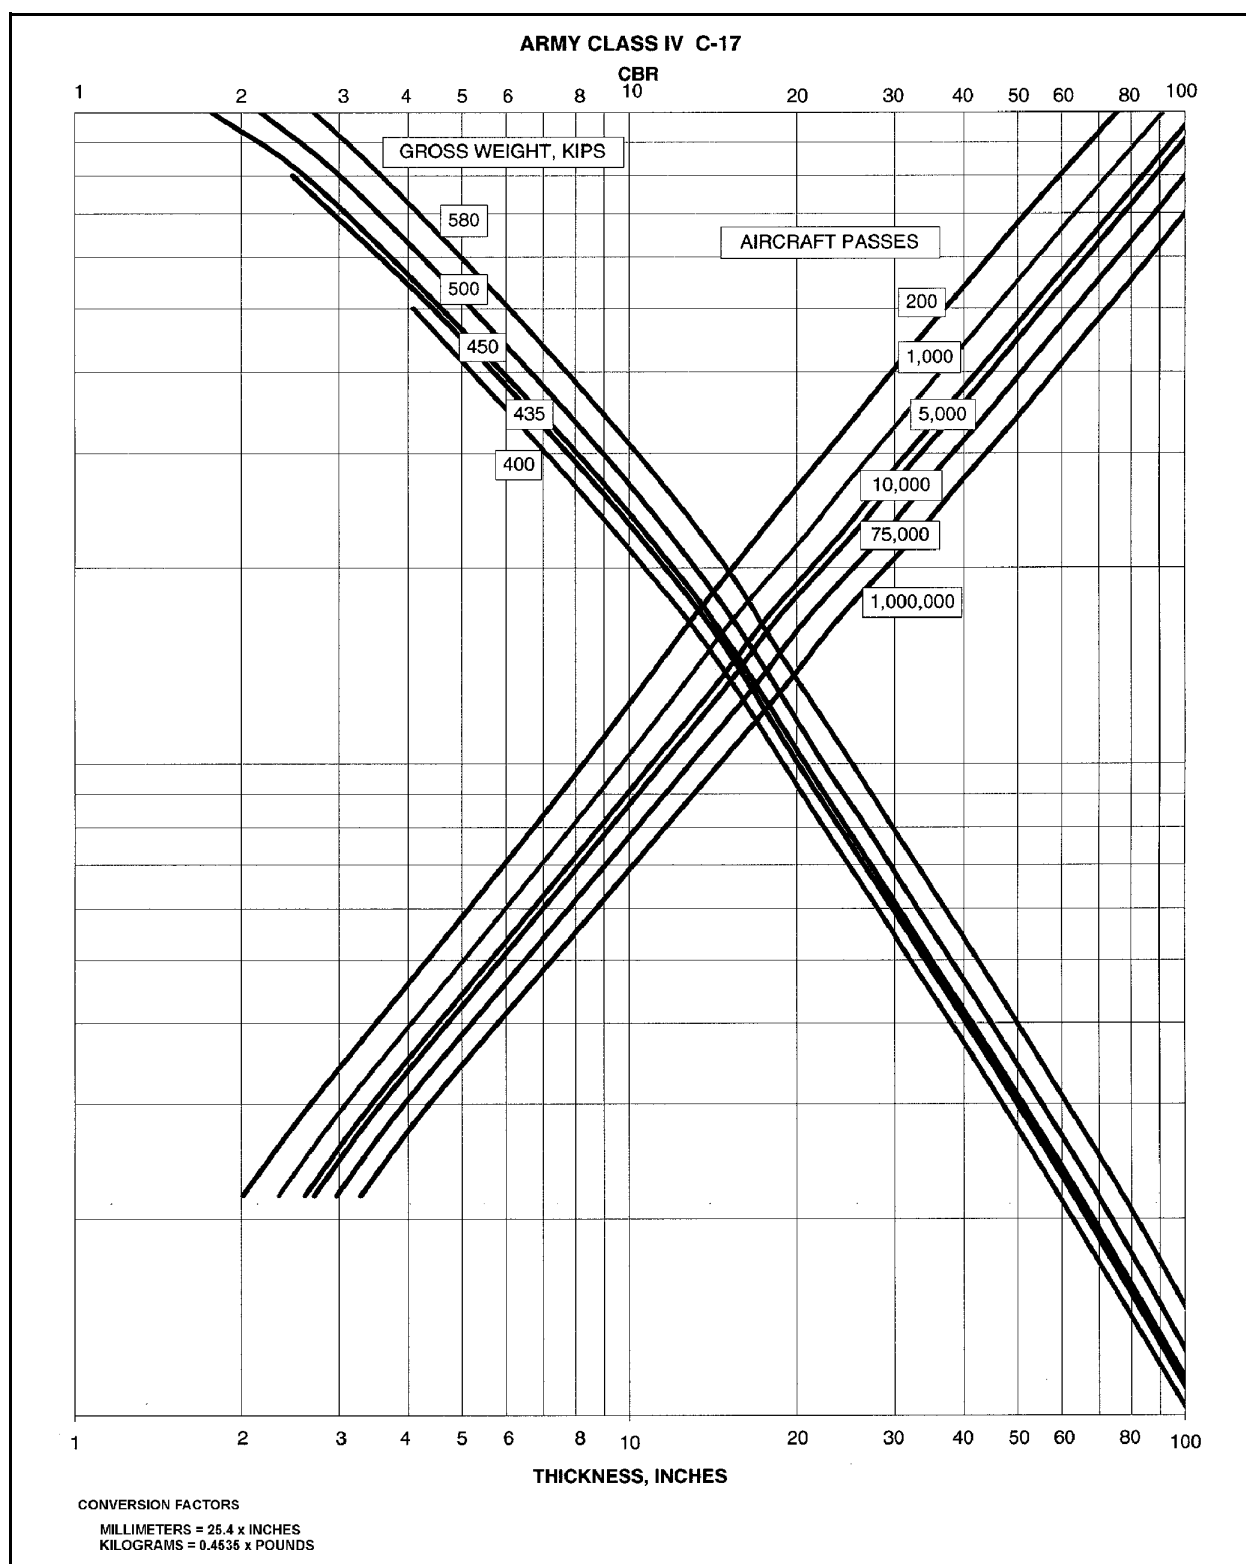 ARMY CLASS IV C-17
CBR
1 2 3 4 5 6 8 10 20 30 40 50 60 80 100
GROSS WEIGHT, KIPS
580
AIRCRAFT PASSES
500
200
450
1,000
435
5,000
400
10,000
75,000
1,000,000
1 2 3 4 5 6 8 10 20 30 40 50 60 80 100
THICKNESS, INCHES
CONVERSION FACTORS
MILLIMETERS = 25.4 x INCHES
KILOGRAMS = 0.4535 x POUNDS